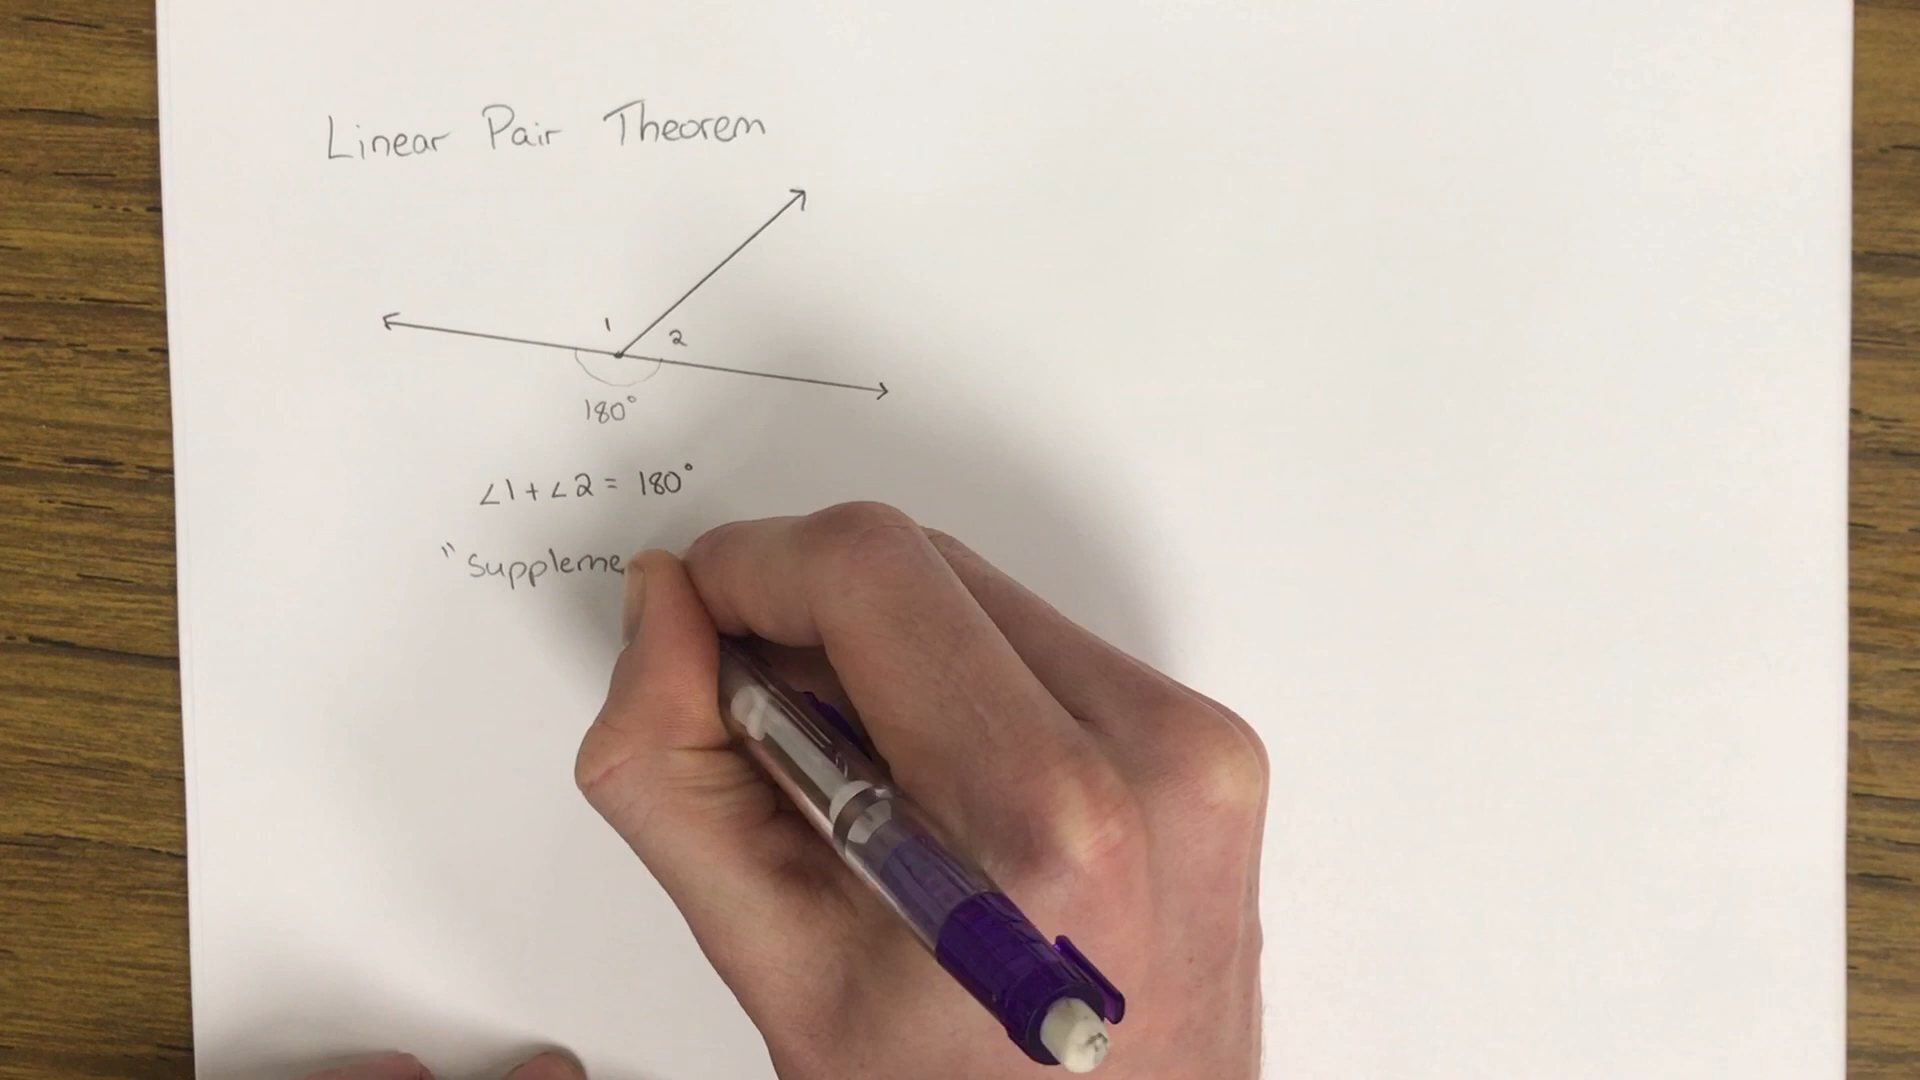 Linear Pair Theorem
1
2
180°
∠1+∠2 = 180°
"suppleme